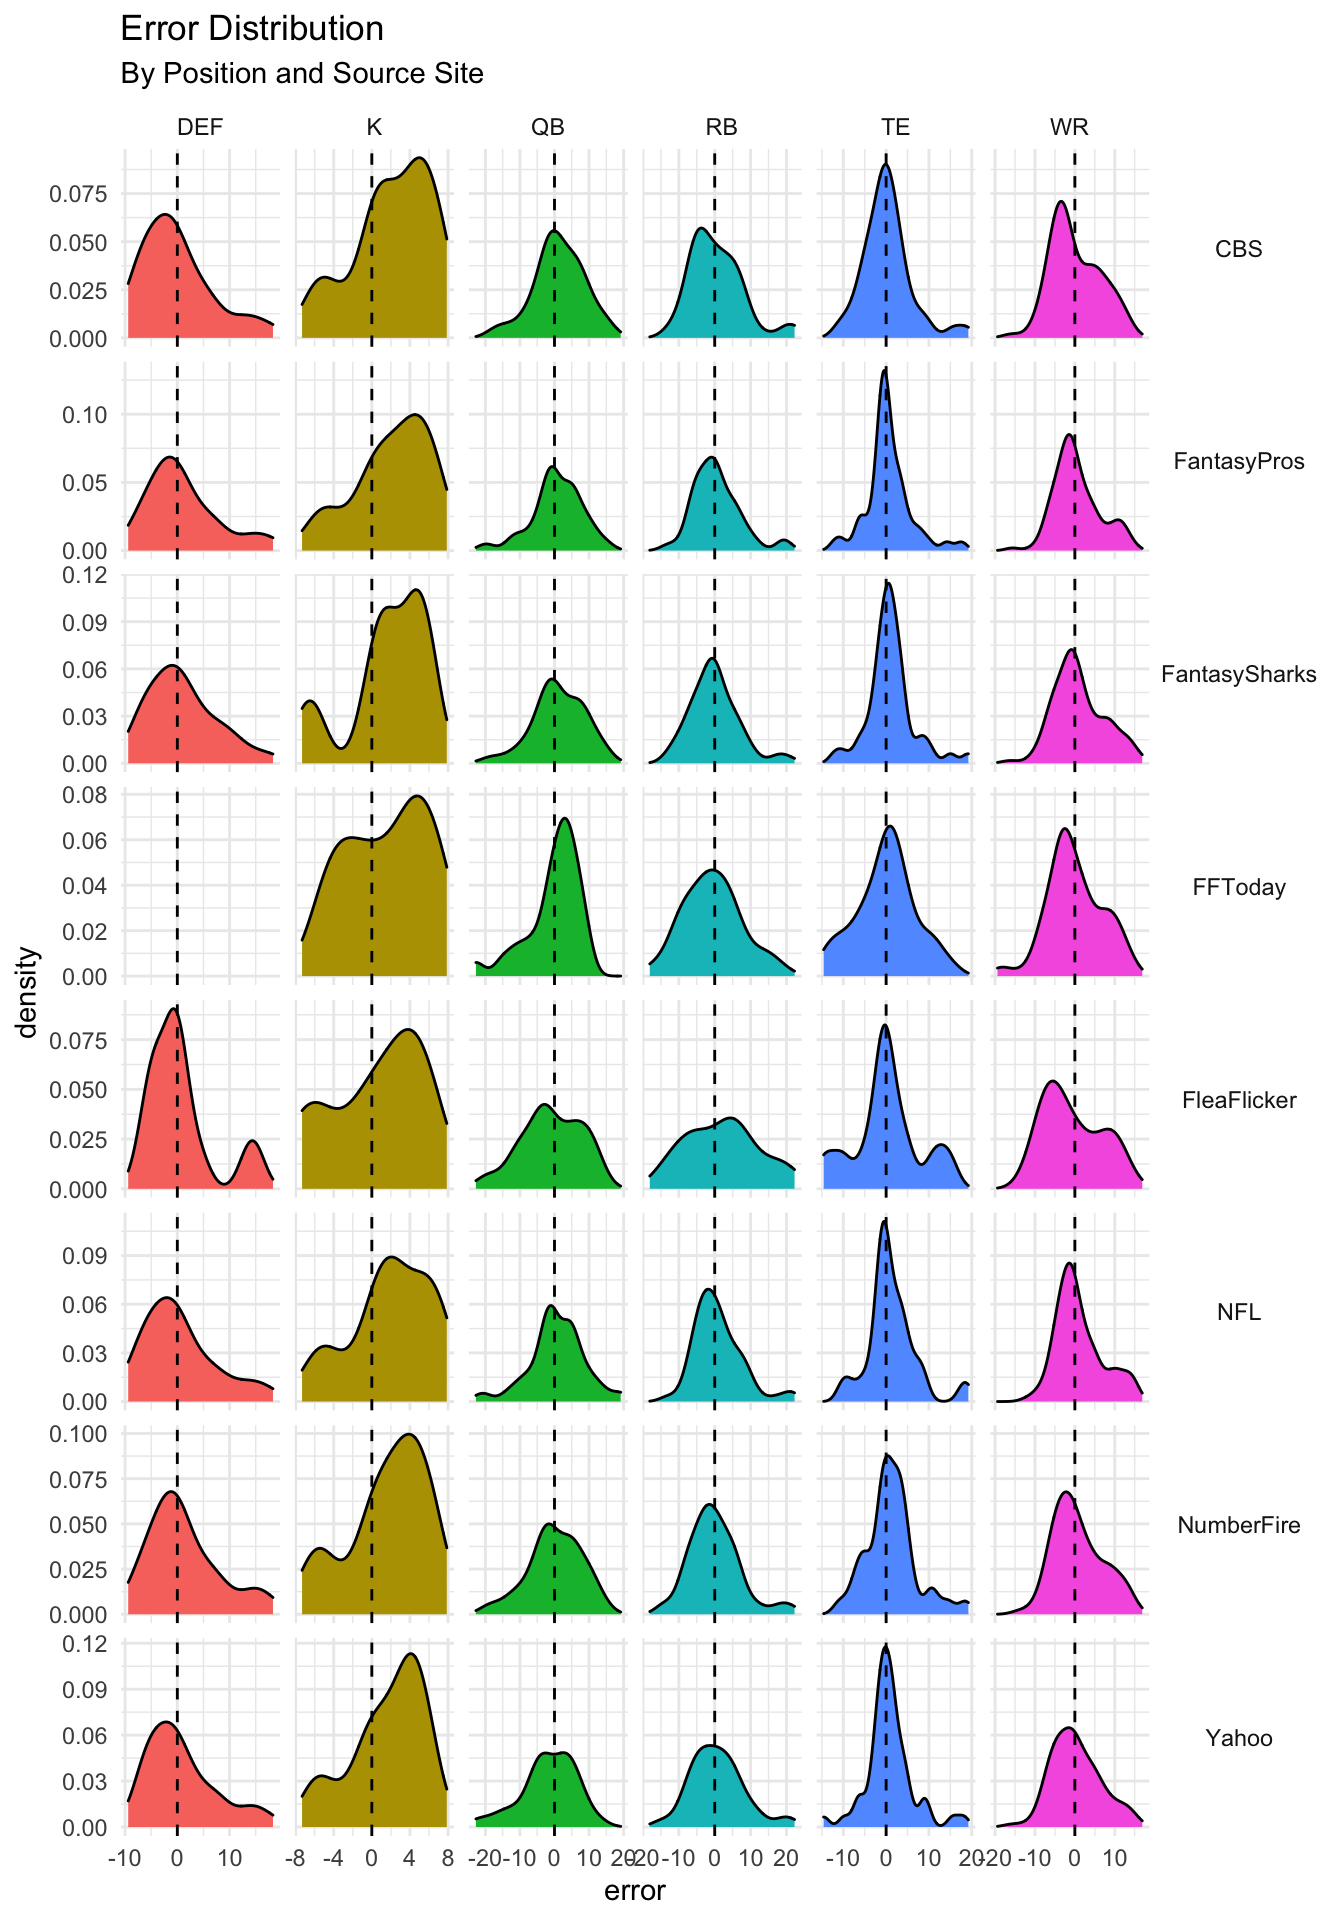 Error Distribution
By Position and Source Site
DEF K QB RB TE WR
0.075
0.050
0.025
0.000
CBS
0.10
0.05
0.00
FantasyPros
0.12
0.09
0.06
0.03
0.00
FantasySharks
0.08
0.06
0.04
0.02
0.00
FFToday
density
0.075
0.050
0.025
0.000
FleaFlicker
0.09
0.06
0.03
0.00
NFL
0.100
0.075
0.050
0.025
0.000
NumberFire
0.12
0.09
0.06
0.03
0.00
Yahoo
-10 0 10 -8 -4 0 4 8 -20 -10 0 10 20 -20 -10 0 10 20 -10 0 10 20 -20 -10 0 10
error